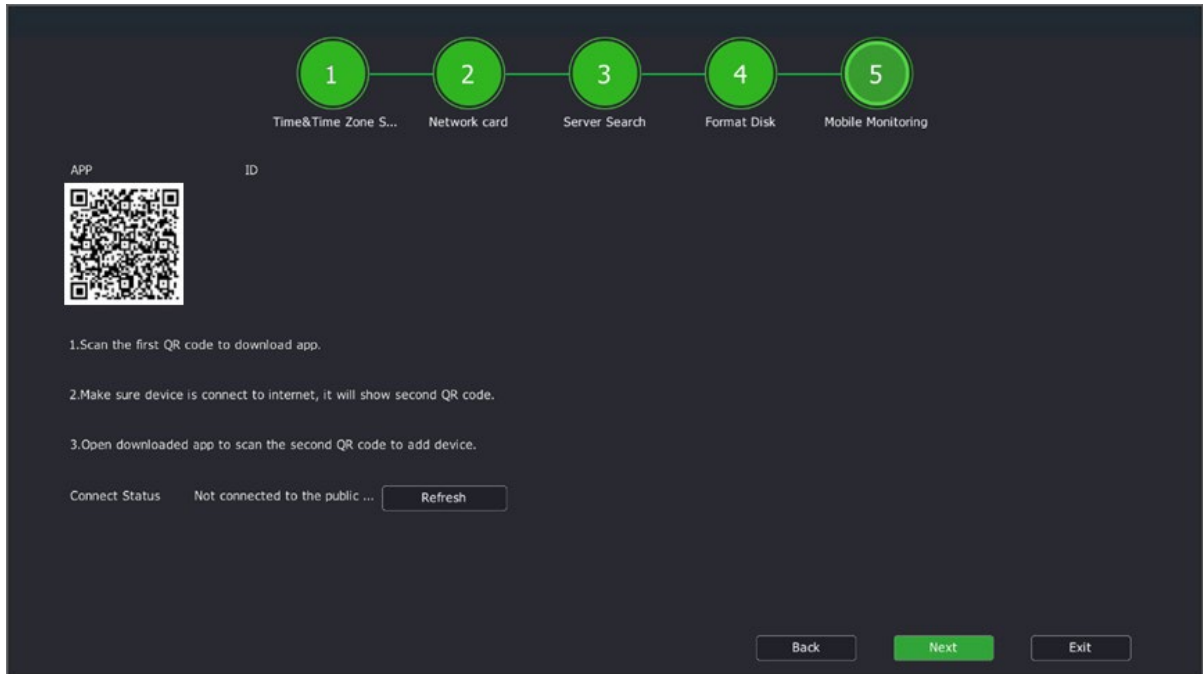 1 2 3 4 5
Time&Time Zone S... Network card Server Search Format Disk Mobile Monitoring
APP ID
1.Scan the first QR code to download app.
2.Make sure device is connect to internet, it will show second QR code.
3.Open downloaded app to scan the second QR code to add device.
Connect Status Not connected to the public ... Refresh
Back Next Exit